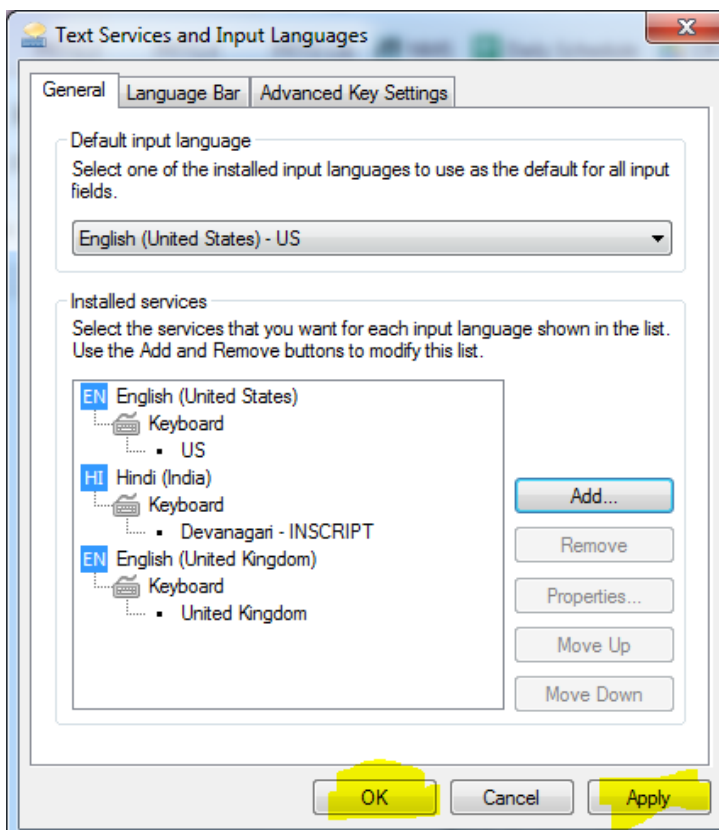 Text Services and Input Languages
General
Language Bar
Advanced Key Settings
Default input language
Select one of the installed input languages to use as the default for all input
fields.
English (United States) - US
Installed services
Select the services that you want for each input language shown in the list.
Use the Add and Remove buttons to modify this list.
EN English (United States)
Keyboard
US
HI Hindi (India)
Keyboard
Devanagari - INSCRIPT
EN English (United Kingdom)
Keyboard
United Kingdom
Add...
Remove
Properties...
Move Up
Move Down
OK
Cancel
Apply